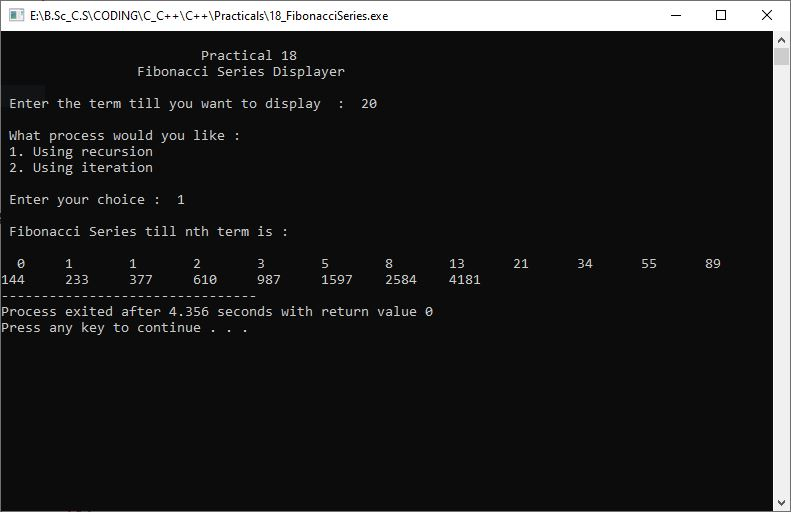 E:\B.Sc_C.S\CODING\C_C++\C++\Practicals\18_FibonacciSeries.exe
Practical 18
Fibonacci Series Displayer
Enter the term till you want to display  :  20
What process would you like :
1. Using recursion
2. Using iteration
Enter your choice :  1
Fibonacci Series till nth term is :
0 1 1 2 3 5 8 13 21 34 55 89
144 233 377 610 987 1597 2584 4181
--------------------------------
Process exited after 4.356 seconds with return value 0
Press any key to continue . . .